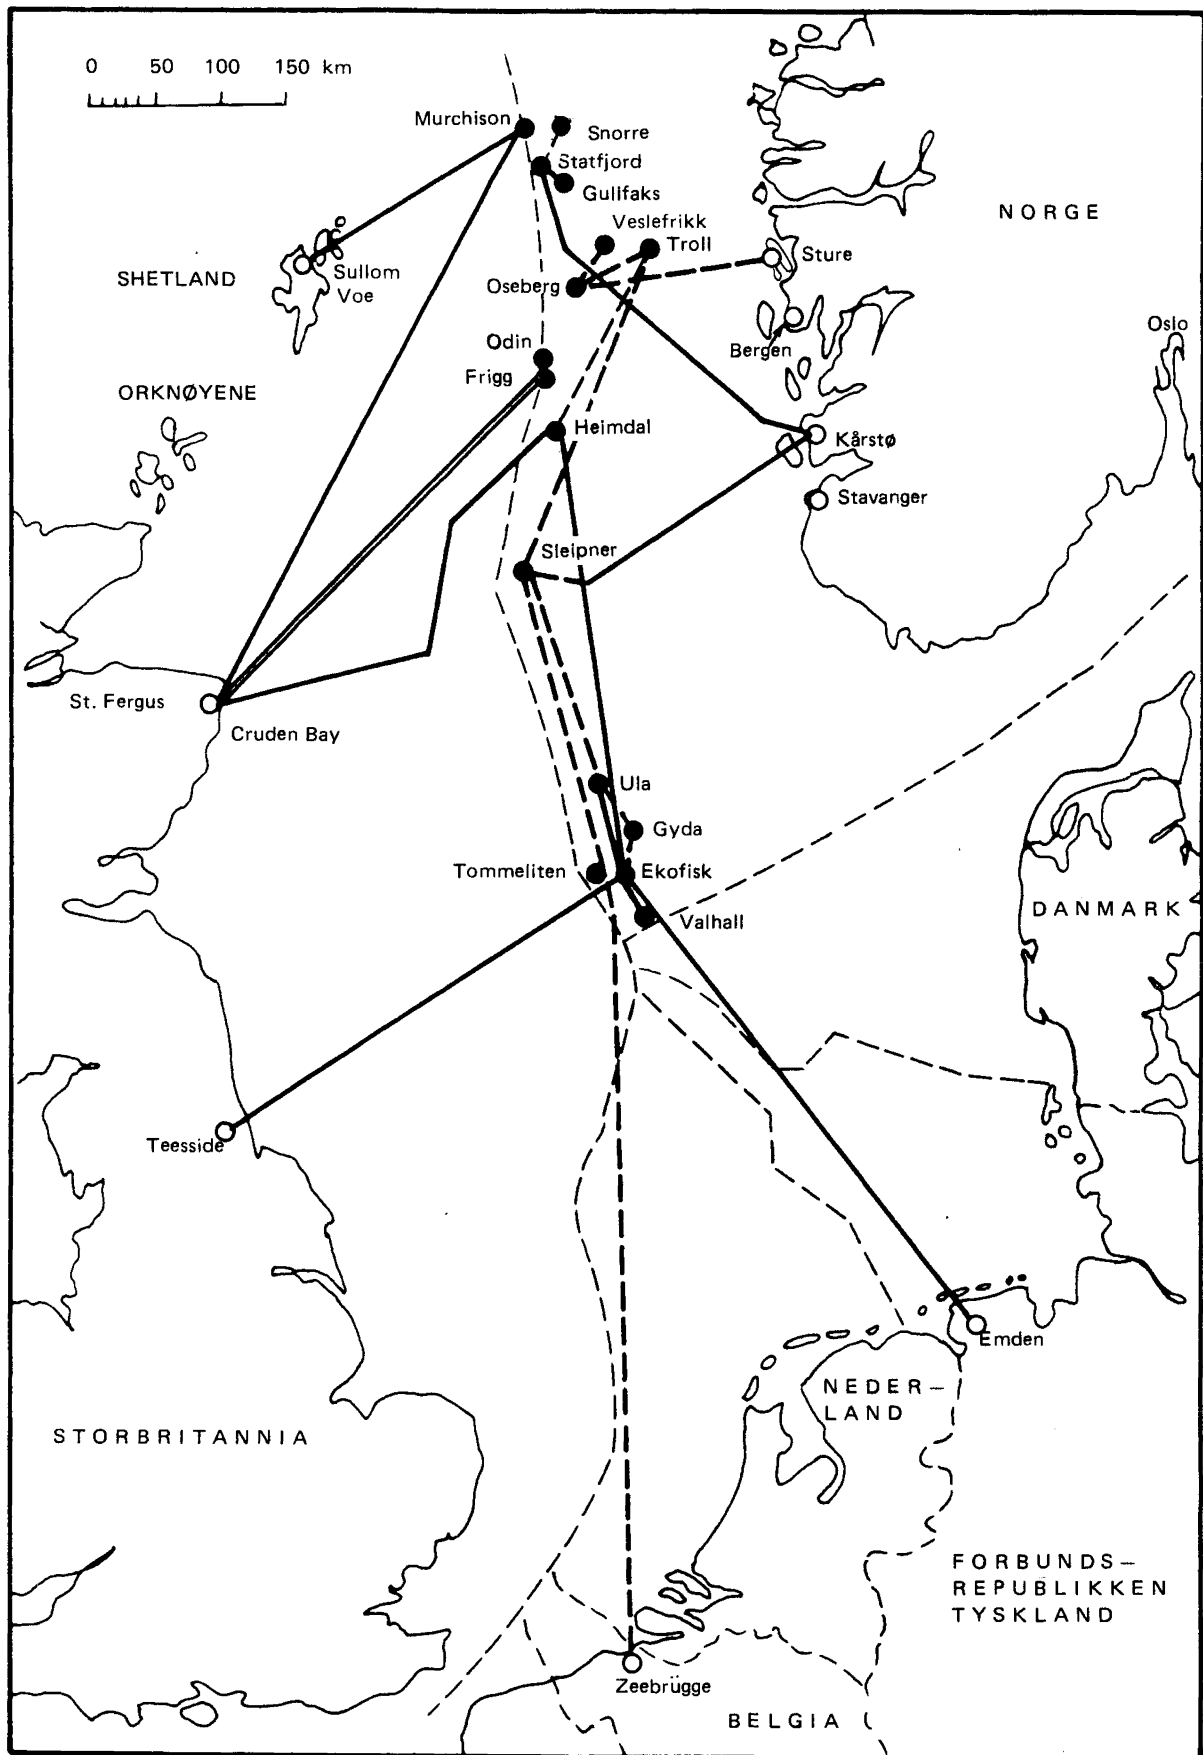 0 50 100 150 km
Murchison
Snorre
Statfjord
Gullfaks
Veslefrikk
Troll
NORGE
Sture
SHETLAND
Sullom
Voe
Oseberg
Bergen
Oslo
Odin
Frigg
ORKNØYENE
Heimdal
Kårstø
Stavanger
Sleipner
St. Fergus
Cruden Bay
Ula
Gyda
Tommeliten
Ekofisk
Valhall
DANMARK
Teesside
Emden
NEDER–
LAND
STORBRITANNIA
FORBUNDS–
REPUBLIKKEN
TYSKLAND
Zeebrügge
BELGIA